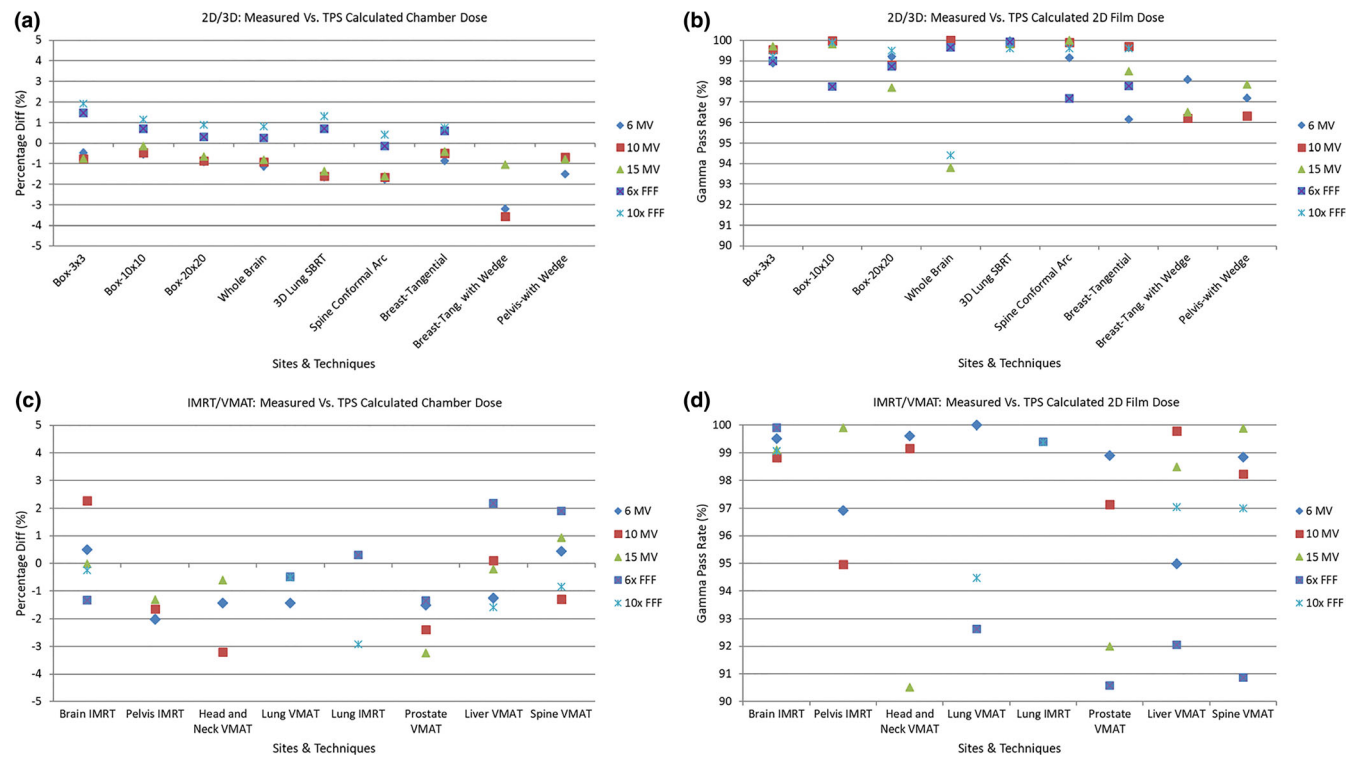 (a)
2D/3D: Measured Vs. TPS Calculated Chamber Dose
Percentage Diff (%)
5
4
3
2
1
0
-1
-2
-3
-4
-5
Box-3x3
Box-10x10
Box-20x20
Whole Brain
3D Lung SBRT
Spine Conformal Arc
Breast-Tangential
Breast-Tang. with Wedge
Pelvis-with Wedge
Sites & Techniques
6 MV
10 MV
15 MV
6x FFF
10x FFF
(b)
2D/3D: Measured Vs. TPS Calculated 2D Film Dose
Gamma Pass Rate (%)
100
99
98
97
96
95
94
93
92
91
90
Box-3x3
Box-10x10
Box-20x20
Whole Brain
3D Lung SBRT
Spine Conformal Arc
Breast-Tangential
Breast-Tang. with Wedge
Pelvis-with Wedge
Sites & Techniques
6 MV
10 MV
15 MV
6x FFF
10x FFF
(c)
IMRT/VMAT: Measured Vs. TPS Calculated Chamber Dose
Percentage Diff (%)
5
4
3
2
1
0
-1
-2
-3
-4
-5
Brain IMRT
Pelvis IMRT
Head and
Neck VMAT
Lung VMAT
Lung IMRT
Prostate
VMAT
Liver VMAT
Spine VMAT
Sites & Techniques
6 MV
10 MV
15 MV
6x FFF
10x FFF
(d)
IMRT/VMAT: Measured Vs. TPS Calculated 2D Film Dose
Gamma Pass Rate (%)
100
99
98
97
96
95
94
93
92
91
90
Brain IMRT
Pelvis IMRT
Head and
Neck VMAT
Lung VMAT
Lung IMRT
Prostate
VMAT
Liver VMAT
Spine VMAT
Sites & Techniques
6 MV
10 MV
15 MV
6x FFF
10x FFF